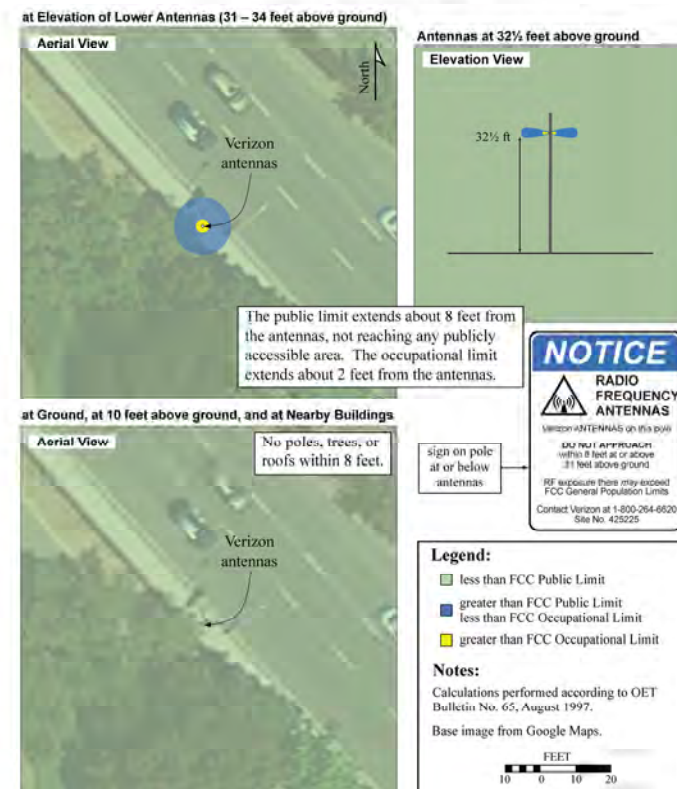 at Elevation of Lower Antennas (31 – 34 feet above ground)
Aerial View
North
Verizon
antennas
Antennas at 32½ feet above ground
Elevation View
32½ ft
The public limit extends about 8 feet from
the antennas, not reaching any publicly
accessible area. The occupational limit
extends about 2 feet from the antennas.
at Ground, at 10 feet above ground, and at Nearby Buildings
Aerial View
No poles, trees, or
roofs within 8 feet.
Verizon
antennas
sign on pole
at or below
antennas
NOTICE
RADIO
FREQUENCY
ANTENNAS
Verizon ANTENNAS on this pole
DO NOT APPROACH
within 8 feet at or above
31 feet above ground
RF exposure there may exceed
FCC General Population Limits
Contact Verizon at 1-800-264-6620
Site No. 425225
Legend:
less than FCC Public Limit
greater than FCC Public Limit
less than FCC Occupational Limit
greater than FCC Occupational Limit
Notes:
Calculations performed according to OET
Bulletin No. 65, August 1997.
Base image from Google Maps.
FEET
10 0 10 20